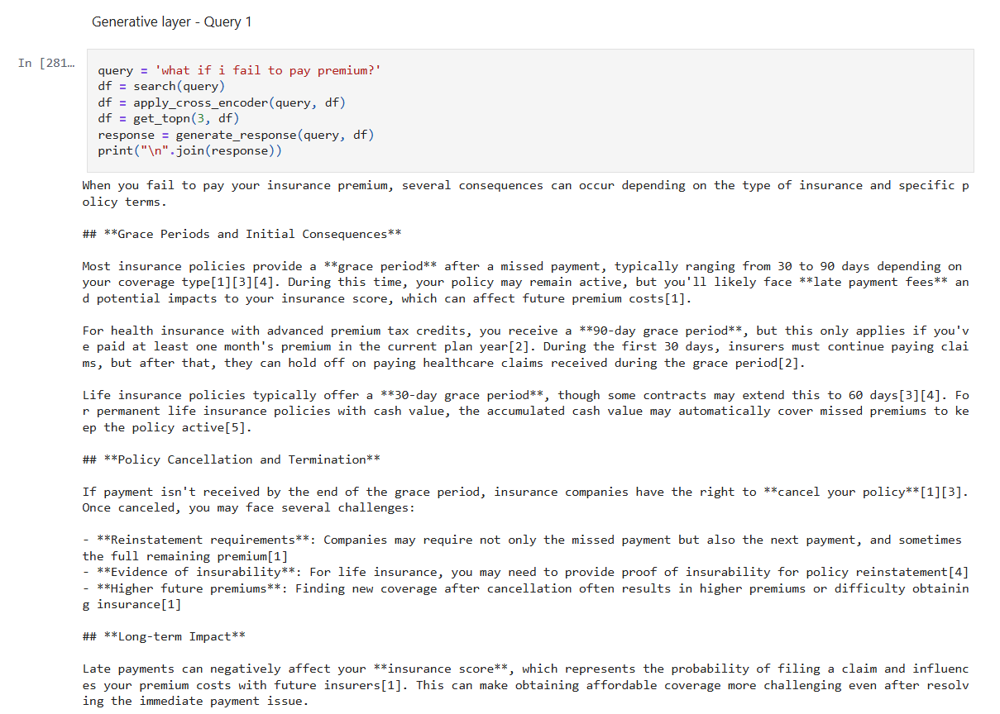 Generative layer - Query 1
In [281…
query = 'what if i fail to pay premium?'
df = search(query)
df = apply_cross_encoder(query, df)
df = get_topn(3, df)
response = generate_response(query, df)
print("\n".join(response))
When you fail to pay your insurance premium, several consequences can occur depending on the type of insurance and specific p
olicy terms.
## **Grace Periods and Initial Consequences**
Most insurance policies provide a **grace period** after a missed payment, typically ranging from 30 to 90 days depending on
your coverage type[1][3][4]. During this time, your policy may remain active, but you'll likely face **late payment fees** an
d potential impacts to your insurance score, which can affect future premium costs[1].
For health insurance with advanced premium tax credits, you receive a **90-day grace period**, but this only applies if you'v
e paid at least one month's premium in the current plan year[2]. During the first 30 days, insurers must continue paying clai
ms, but after that, they can hold off on paying healthcare claims received during the grace period[2].
Life insurance policies typically offer a **30-day grace period**, though some contracts may extend this to 60 days[3][4]. Fo
r permanent life insurance policies with cash value, the accumulated cash value may automatically cover missed premiums to ke
ep the policy active[5].
## **Policy Cancellation and Termination**
If payment isn't received by the end of the grace period, insurance companies have the right to **cancel your policy**[1][3].
Once canceled, you may face several challenges:
- **Reinstatement requirements**: Companies may require not only the missed payment but also the next payment, and sometimes
the full remaining premium[1]
- **Evidence of insurability**: For life insurance, you may need to provide proof of insurability for policy reinstatement[4]
- **Higher future premiums**: Finding new coverage after cancellation often results in higher premiums or difficulty obtainin
g insurance[1]
## **Long-term Impact**
Late payments can negatively affect your **insurance score**, which represents the probability of filing a claim and influenc
es your premium costs with future insurers[1]. This can make obtaining affordable coverage more challenging even after resolv
ing the immediate payment issue.